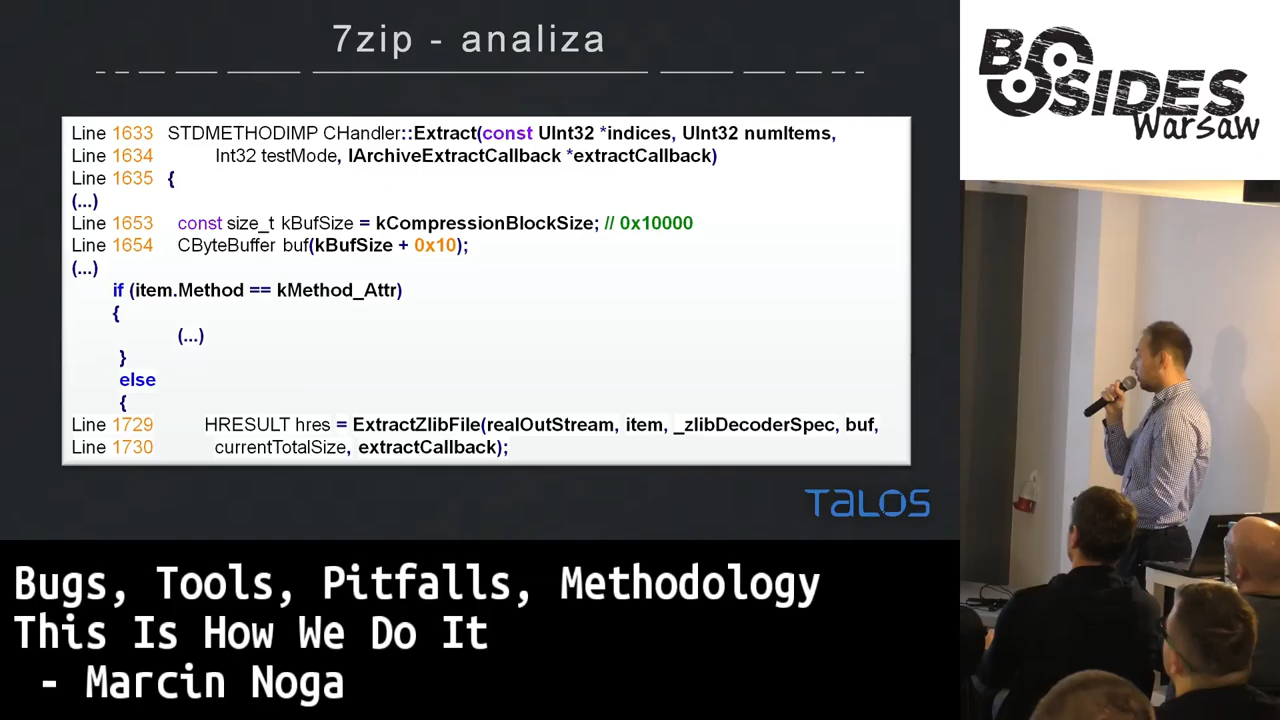 7zip - analiza
Line 1633 STDMETHODIMP CHandler::Extract(const UInt32 *indices, UInt32 numItems,
Line 1634 Int32 testMode, IArchiveExtractCallback *extractCallback)
Line 1635 {
(...)
Line 1653 const size_t kBufSize = kCompressionBlockSize; // 0x10000
Line 1654 CByteBuffer buf(kBufSize + 0x10);
(...)
if (item.Method == kMethod_Attr)
{
(...)
}
else
{
Line 1729 HRESULT hres = ExtractZlibFile(realOutStream, item, _zlibDecoderSpec, buf,
Line 1730 currentTotalSize, extractCallback);
TALOS
BSIDES
Warsaw
Bugs, Tools, Pitfalls, Methodology
This Is How We Do It
- Marcin Noga